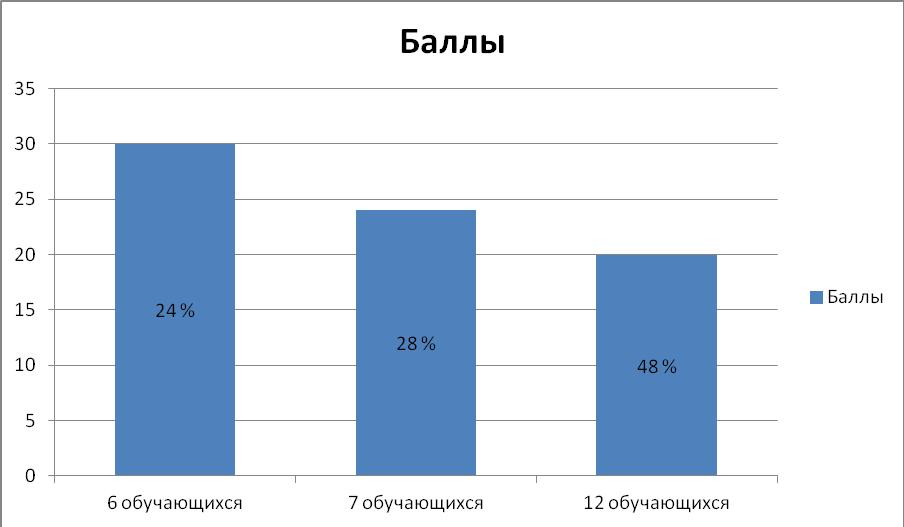 Баллы
35
30
25
20
15
10
5
0
24 %
28 %
48 %
6 обучающихся
7 обучающихся
12 обучающихся
Баллы